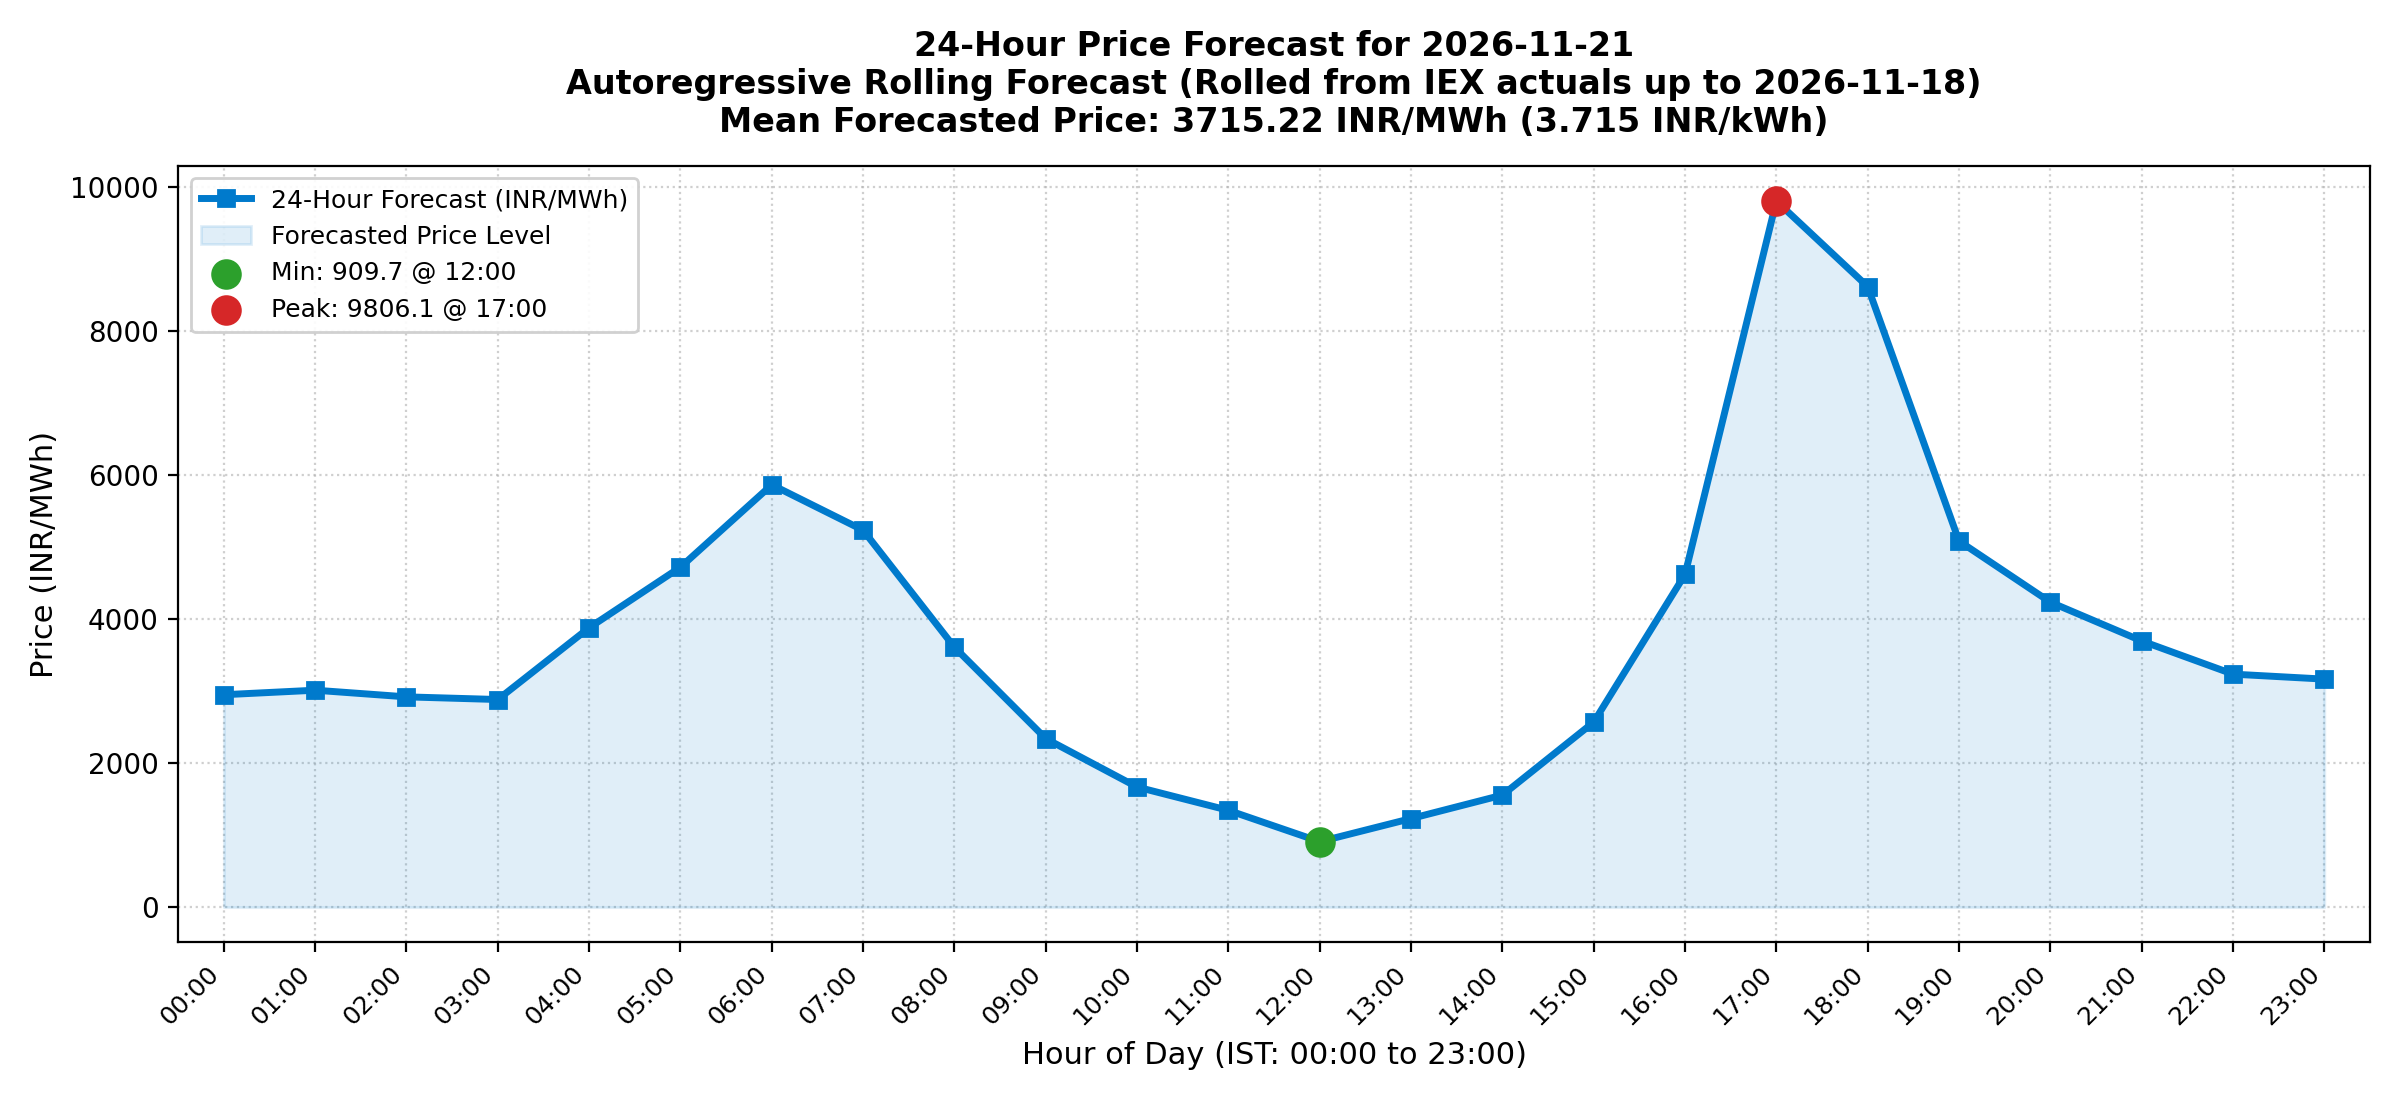 24-Hour Price Forecast for 2026-11-21
Autoregressive Rolling Forecast (Rolled from IEX actuals up to 2026-11-18)
Mean Forecasted Price: 3715.22 INR/MWh (3.715 INR/kWh)
24-Hour Forecast (INR/MWh)
Forecasted Price Level
Min: 909.7 @ 12:00
Peak: 9806.1 @ 17:00
Price (INR/MWh)
10000
8000
6000
4000
2000
0
00:00 01:00 02:00 03:00 04:00 05:00 06:00 07:00 08:00 09:00 10:00 11:00 12:00 13:00 14:00 15:00 16:00 17:00 18:00 19:00 20:00 21:00 22:00 23:00
Hour of Day (IST: 00:00 to 23:00)